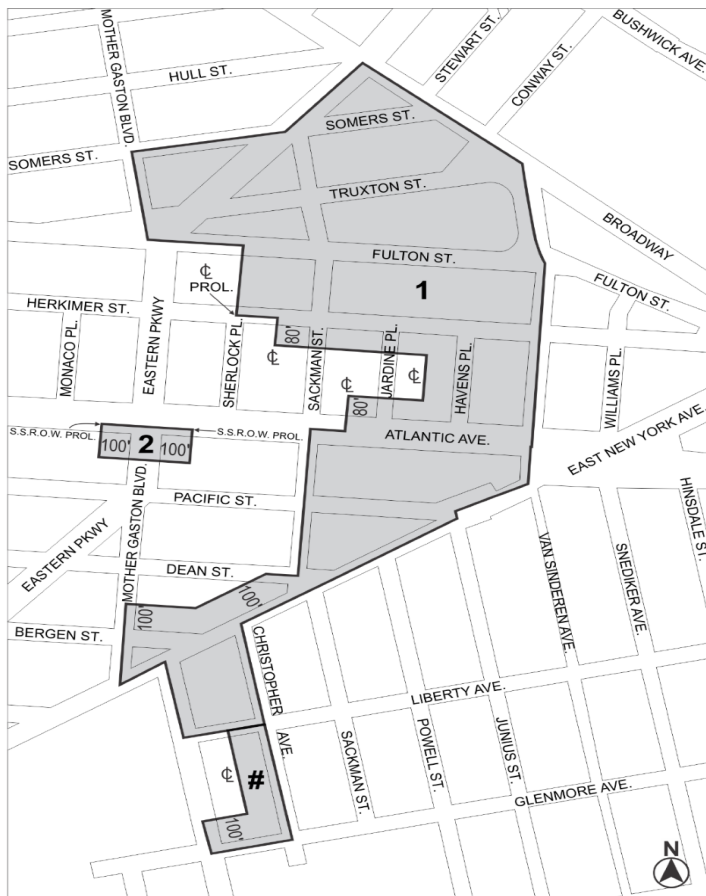 MOTHER GASTON BLVD.
HULL ST.
STEWART ST.
CONWAY ST.
BUSHWICK AVE.
SOMERS ST.
SOMERS ST.
TRUXTON ST.
BROADWAY
FULTON ST.
FULTON ST.
℄
PROL.
1
HERKIMER ST.
MONACO PL.
EASTERN PKWY
SHERLOCK PL.
℄
80'
SACKMAN ST.
℄
JARDINE PL.
℄
HAVENS PL.
WILLIAMS PL.
80'
S.S.R.O.W. PROL.
S.S.R.O.W. PROL.
100'
2
100'
ATLANTIC AVE.
EAST NEW YORK AVE.
PACIFIC ST.
MOTHER GASTON BLVD.
EASTERN PKWY
DEAN ST.
100'
100'
BERGEN ST.
CHRISTOPHER AVE.
VAN SINDEREN AVE.
SNEDIKER AVE.
HINSDALE ST.
LIBERTY AVE.
SACKMAN ST.
POWELL ST.
JUNIUS ST.
GLENMORE AVE.
℄
#
100'
N